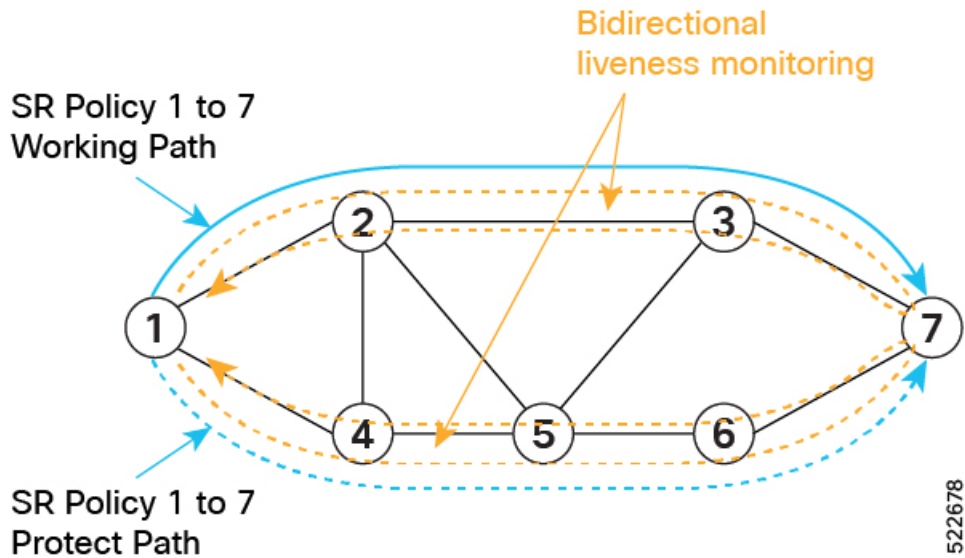 Bidirectional
liveness monitoring
SR Policy 1 to 7
Working Path
2
3
1
7
4
5
6
SR Policy 1 to 7
Protect Path
522678